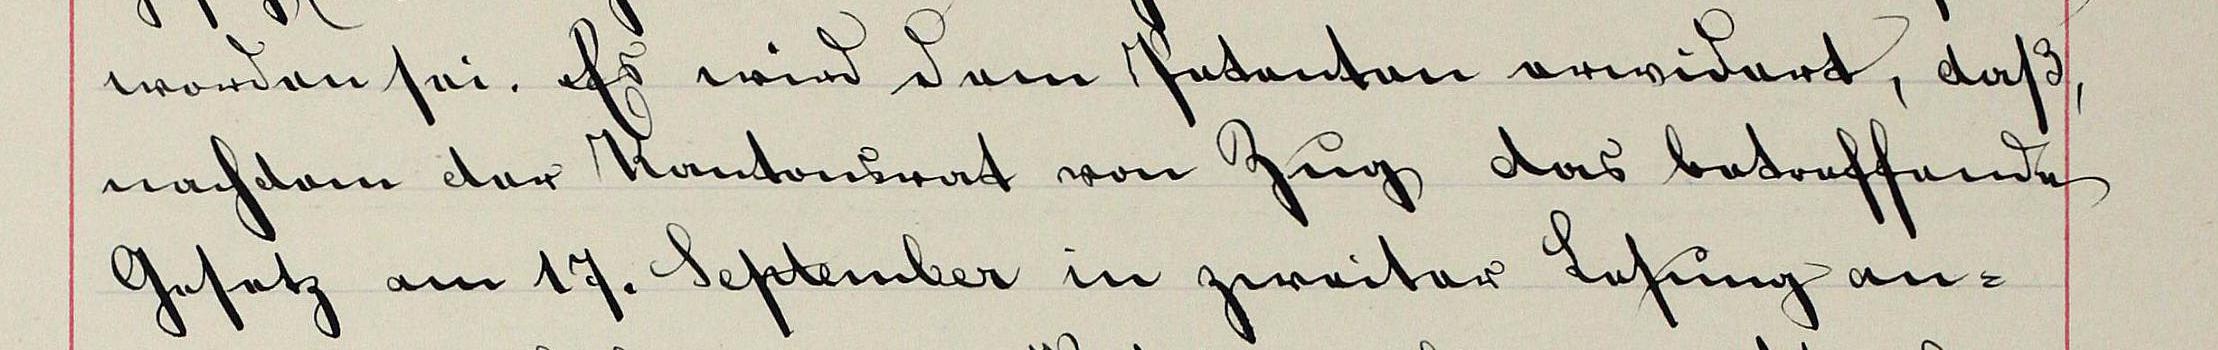 worden sei. Es wird dem Petenten erwidert, daß,
nachdem der Kantonsrat von Zug das betreffende
Gesetz am 17. September in zweiter Lesung an=